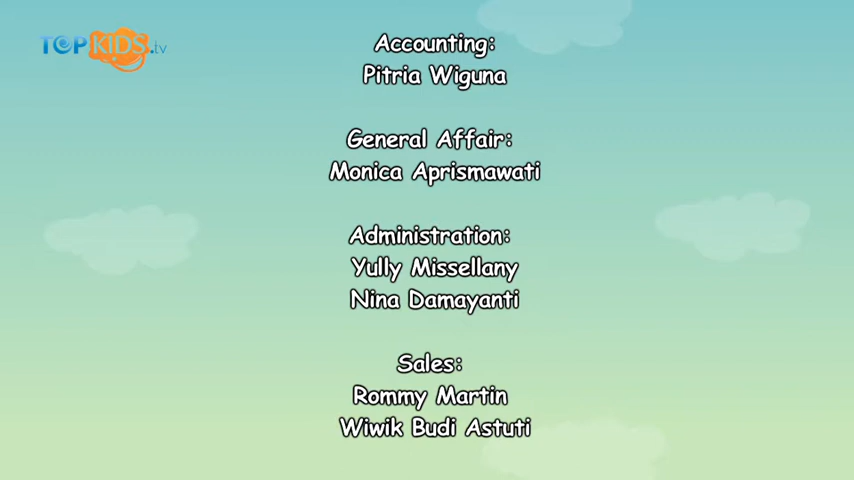 TOPKIDS.tv
Accounting:
Pitria Wiguna
General Affair:
Monica Aprismawati
Administration:
Yully Missellany
Nina Damayanti
Sales:
Rommy Martin
Wiwik Budi Astuti